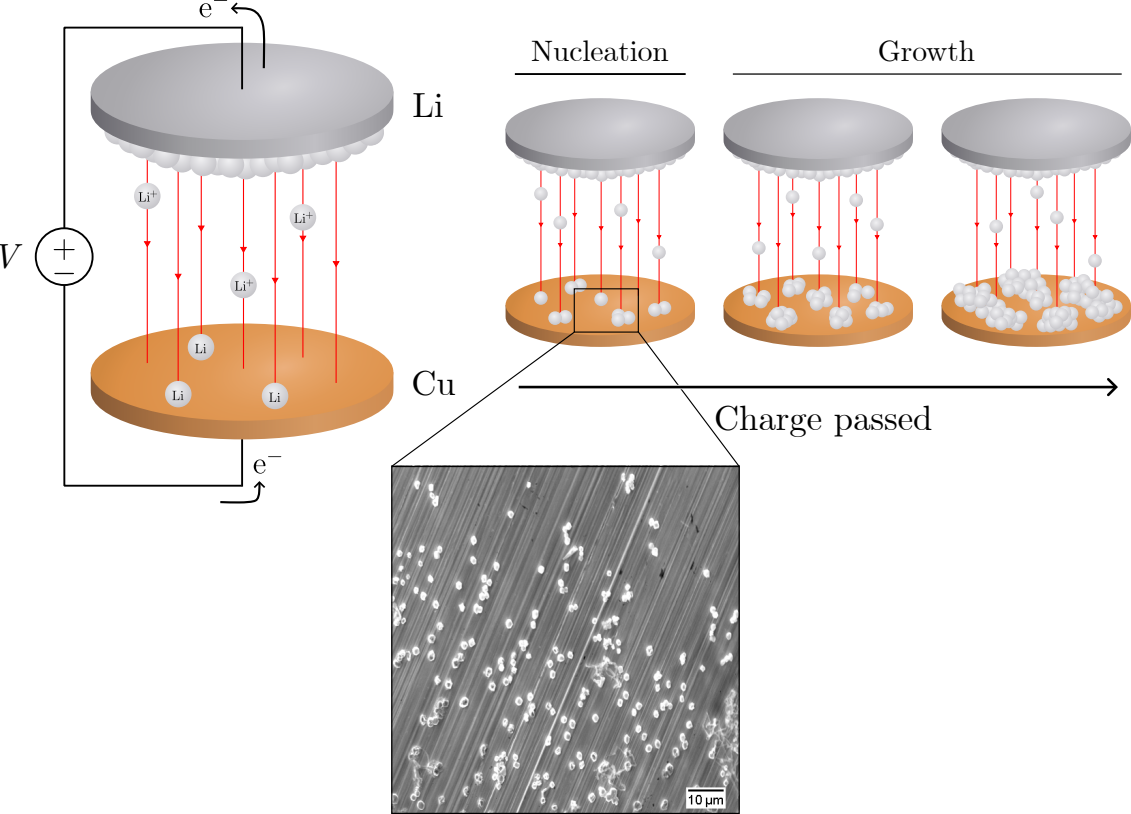 e⁻
Nucleation
Growth
Li
Li⁺
Li⁺
V
+
−
Li⁺
Li
Cu
Li
Li
Charge passed
e⁻
10 µm